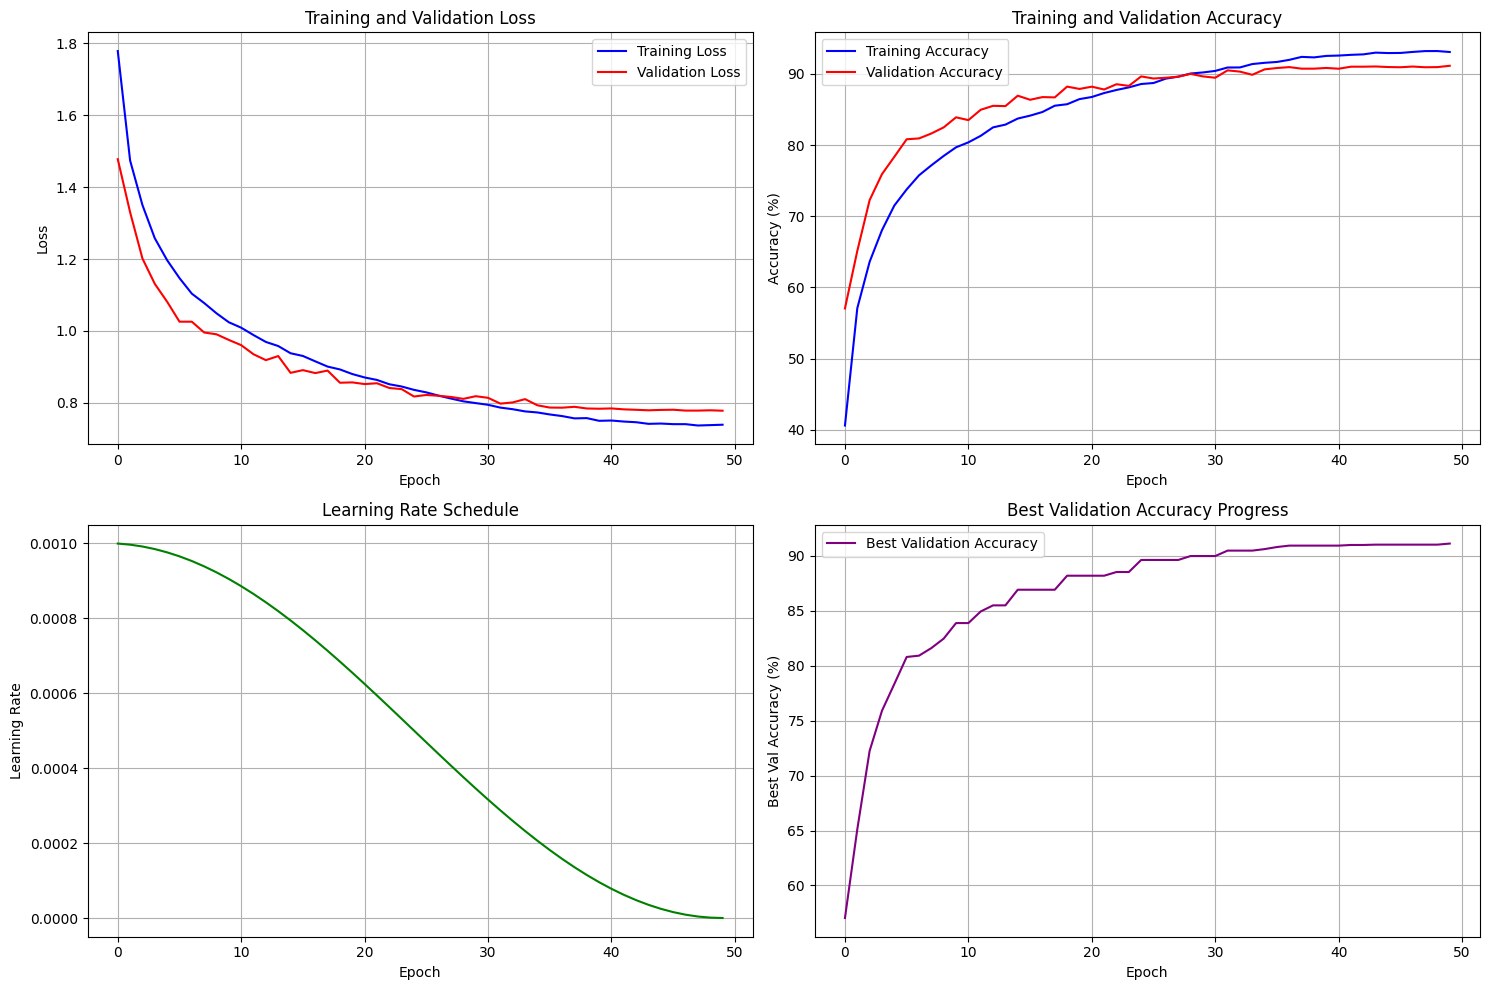 Training and Validation Loss
1.8
1.6
1.4
1.2
1.0
0.8
Loss
Training Loss
Validation Loss
0 10 20 30 40 50
Epoch
Training and Validation Accuracy
90
80
70
60
50
40
Accuracy (%)
Training Accuracy
Validation Accuracy
0 10 20 30 40 50
Epoch
Learning Rate Schedule
0.0010
0.0008
0.0006
0.0004
0.0002
0.0000
Learning Rate
0 10 20 30 40 50
Epoch
Best Validation Accuracy Progress
90
85
80
75
70
65
60
Best Val Accuracy (%)
Best Validation Accuracy
0 10 20 30 40 50
Epoch